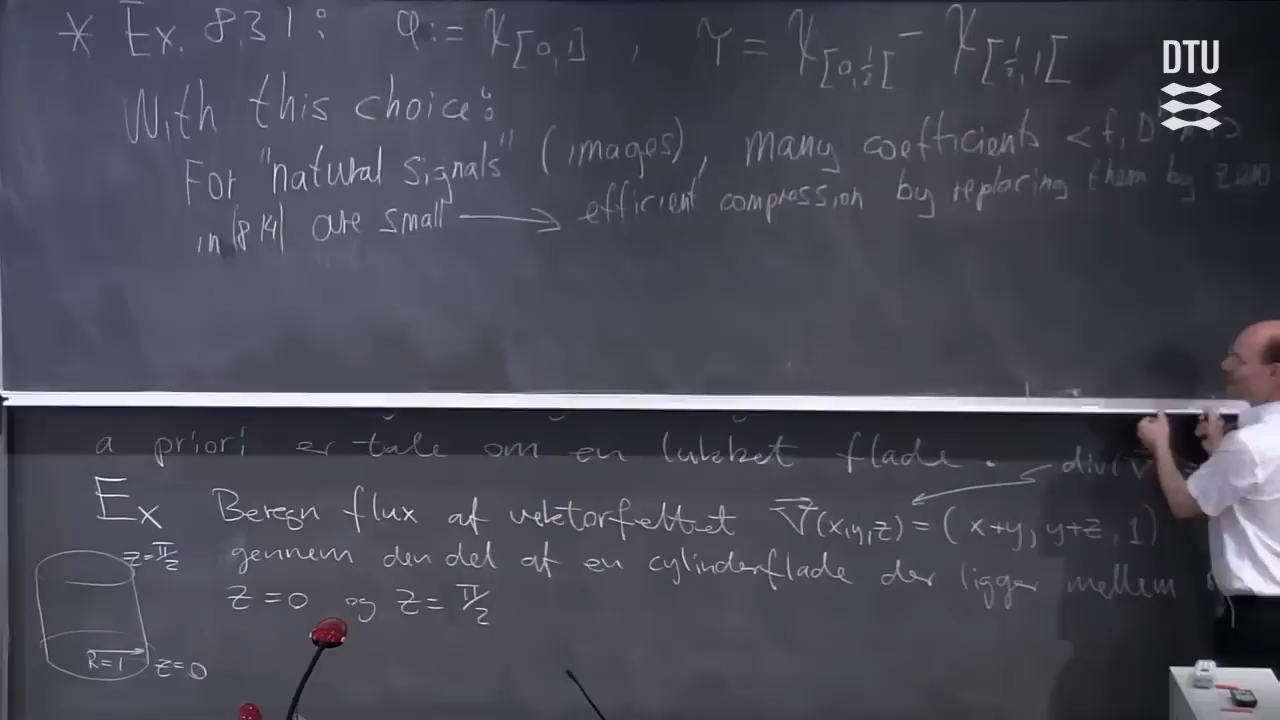 * Ex. 8.3.1: φ := χ_[0,1] , ψ = χ_[0,½[ − χ_[½,1[
DTU
With this choice:
For "natural signals" (images), many coefficients < f, D
in (8.14) are small → efficient compression by replacing them by zero
a priori er tale om en lukket flade .
div(V
Ex Beregn flux af vektorfeltet V(x,y,z) = (x+y, y+z, 1)
gennem den del af en cylinderflade der ligger mellem
z = 0 og z = π/2
z=π/2
R=1
z=0